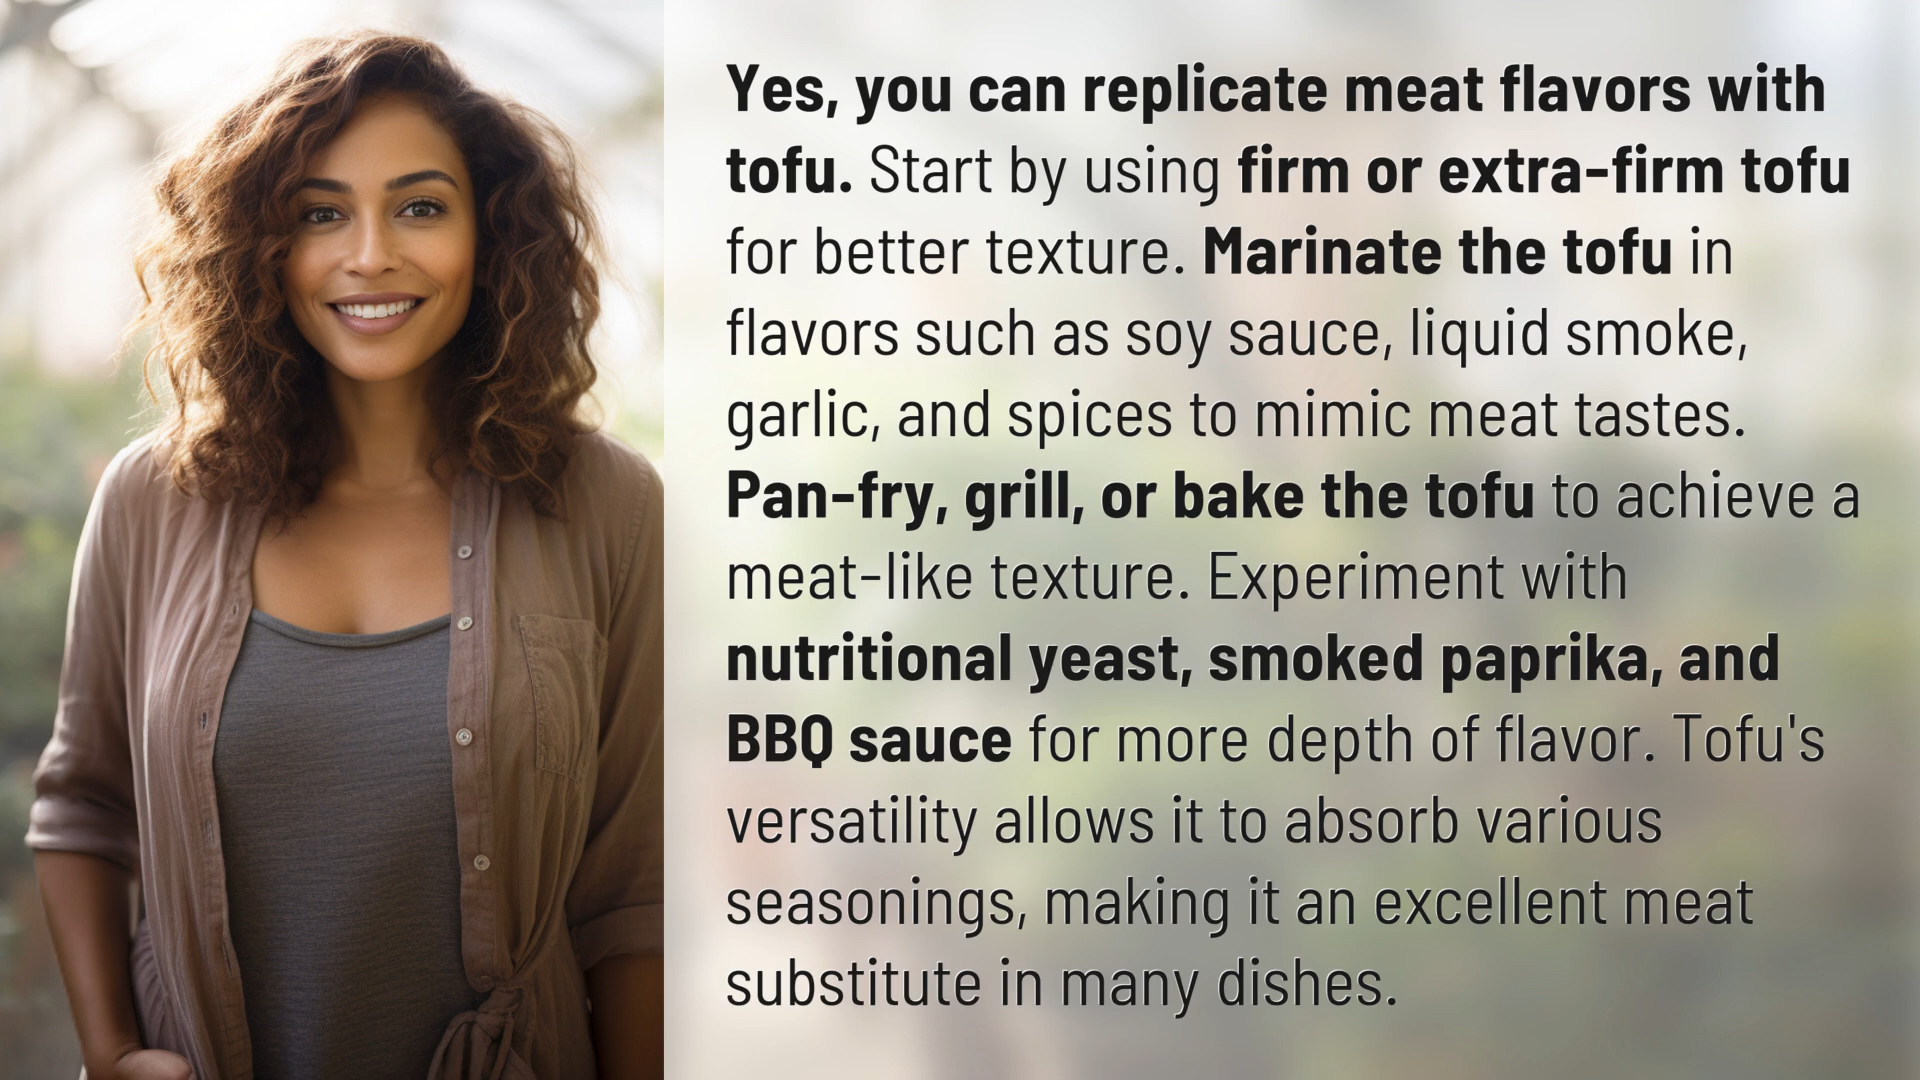 Yes, you can replicate meat flavors with
tofu. Start by using firm or extra-firm tofu
for better texture. Marinate the tofu in
flavors such as soy sauce, liquid smoke,
garlic, and spices to mimic meat tastes.
Pan-fry, grill, or bake the tofu to achieve a
meat-like texture. Experiment with
nutritional yeast, smoked paprika, and
BBQ sauce for more depth of flavor. Tofu's
versatility allows it to absorb various
seasonings, making it an excellent meat
substitute in many dishes.